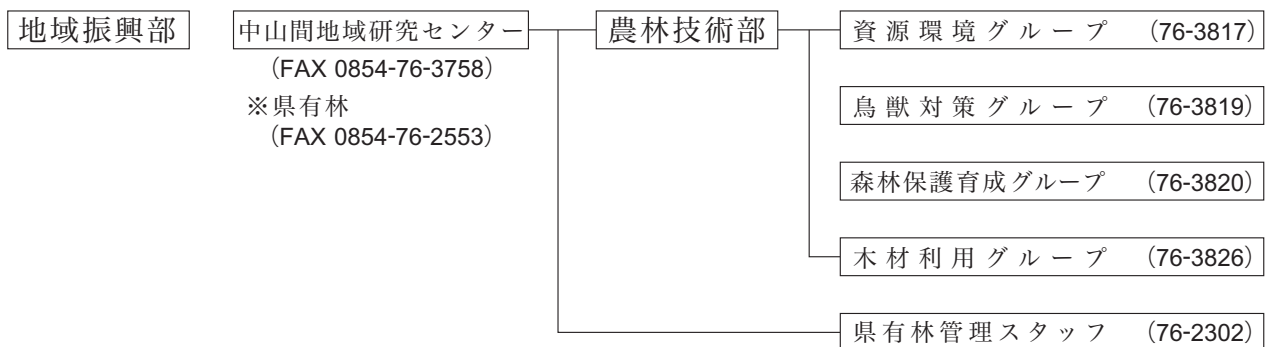 地域振興部
中山間地域研究センター
（FAX 0854-76-3758）
※県有林
（FAX 0854-76-2553）
農林技術部
資源環境グループ （76-3817）
鳥獣対策グループ （76-3819）
森林保護育成グループ （76-3820）
木材利用グループ （76-3826）
県有林管理スタッフ （76-2302）